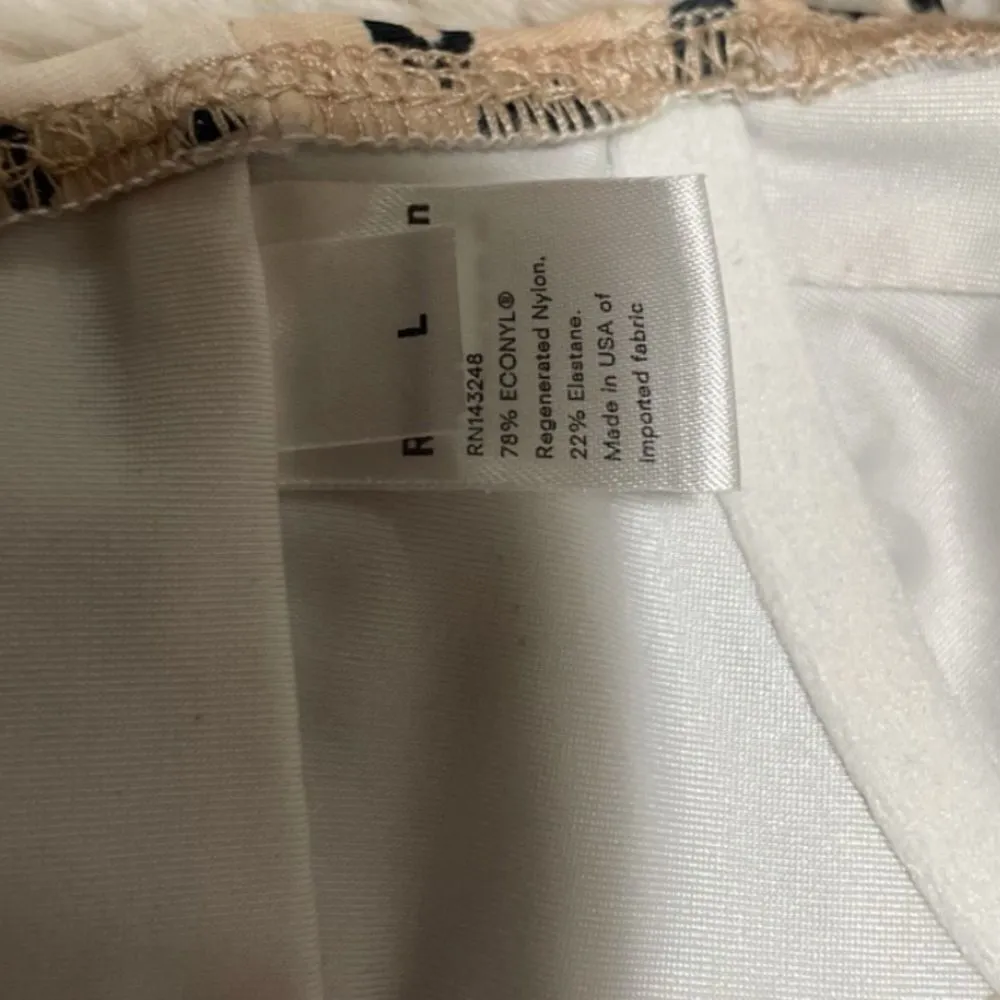 R L n
RN143248
78% ECONYL®
Regenerated Nylon.
22% Elastane.
Made in USA of
Imported fabric